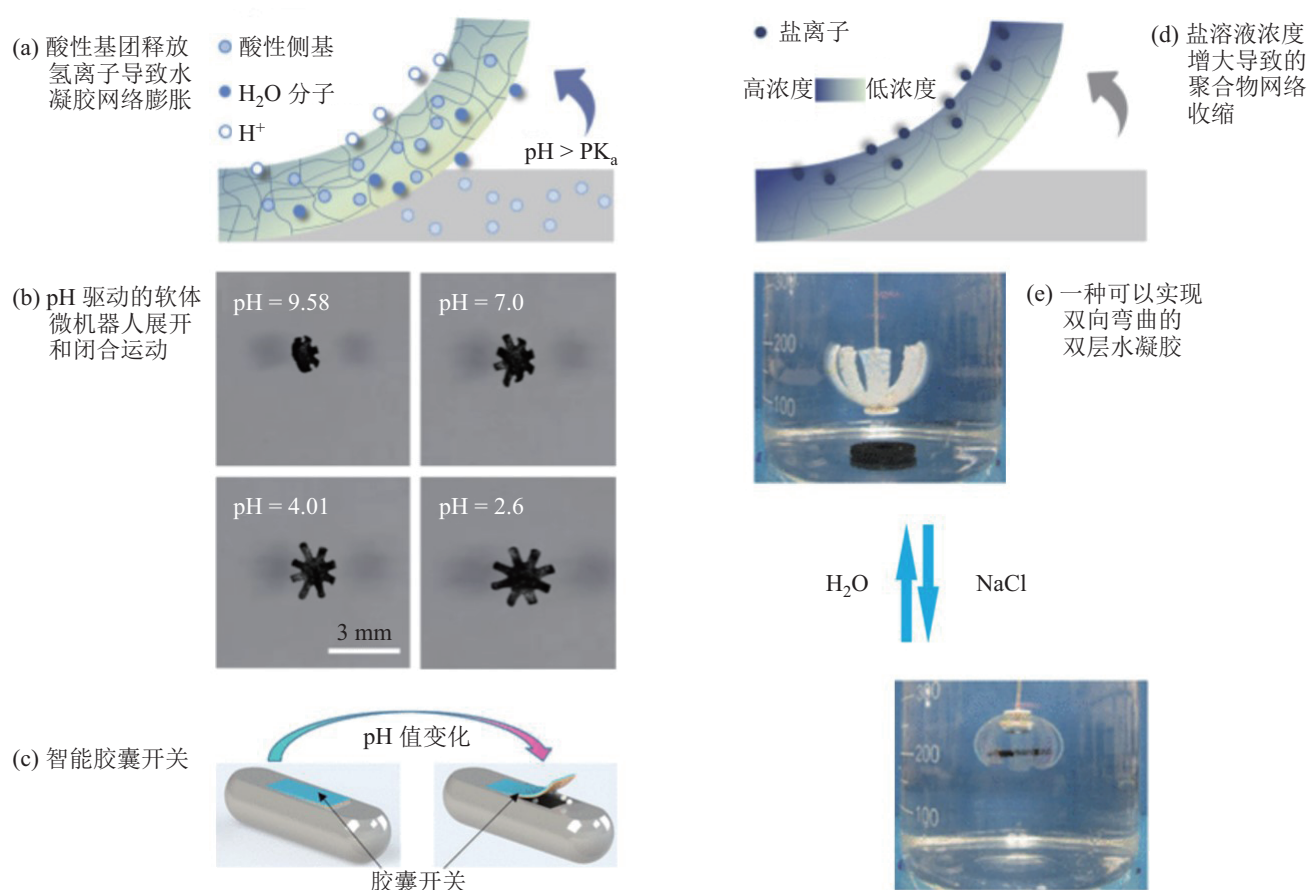 (a) 酸性基团释放
氢离子导致水
凝胶网络膨胀
酸性侧基
H₂O 分子
H⁺
pH > PKₐ
(b) pH 驱动的软体
微机器人展开
和闭合运动
pH = 9.58
pH = 7.0
pH = 4.01
pH = 2.6
3 mm
(c) 智能胶囊开关
pH 值变化
胶囊开关
盐离子
高浓度
低浓度
(d) 盐溶液浓度
增大导致的
聚合物网络
收缩
(e) 一种可以实现
双向弯曲的
双层水凝胶
200
100
H₂O
NaCl
200
100